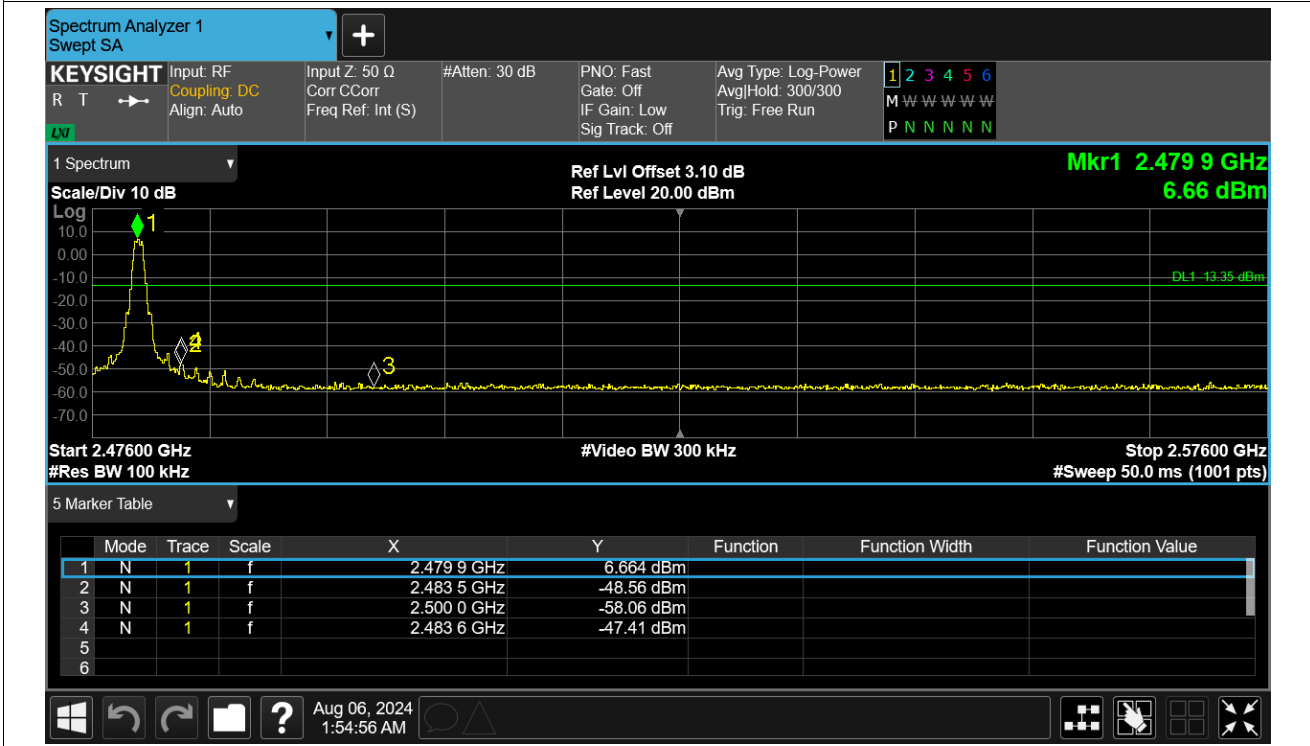 Spectrum Analyzer 1
Swept SA
KEYSIGHT
R T
LXI
Input: RF
Coupling: DC
Align: Auto
Input Z: 50 Ω
Corr CCorr
Freq Ref: Int (S)
#Atten: 30 dB
PNO: Fast
Gate: Off
IF Gain: Low
Sig Track: Off
Avg Type: Log-Power
Avg|Hold: 300/300
Trig: Free Run
1 2 3 4 5 6
M W W W W W
P N N N N N
1 Spectrum
Scale/Div 10 dB
Ref Lvl Offset 3.10 dB
Ref Level 20.00 dBm
Mkr1 2.479 9 GHz
6.66 dBm
Log
10.0
0.00
-10.0
-20.0
-30.0
-40.0
-50.0
-60.0
-70.0
1
2
4
3
DL1 -13.35 dBm
Start 2.47600 GHz
#Video BW 300 kHz
Stop 2.57600 GHz
#Res BW 100 kHz
#Sweep 50.0 ms (1001 pts)
5 Marker Table
Mode Trace Scale X Y Function Function Width Function Value
1 N 1 f 2.479 9 GHz 6.664 dBm
2 N 1 f 2.483 5 GHz -48.56 dBm
3 N 1 f 2.500 0 GHz -58.06 dBm
4 N 1 f 2.483 6 GHz -47.41 dBm
5
6
?
Aug 06, 2024
1:54:56 AM